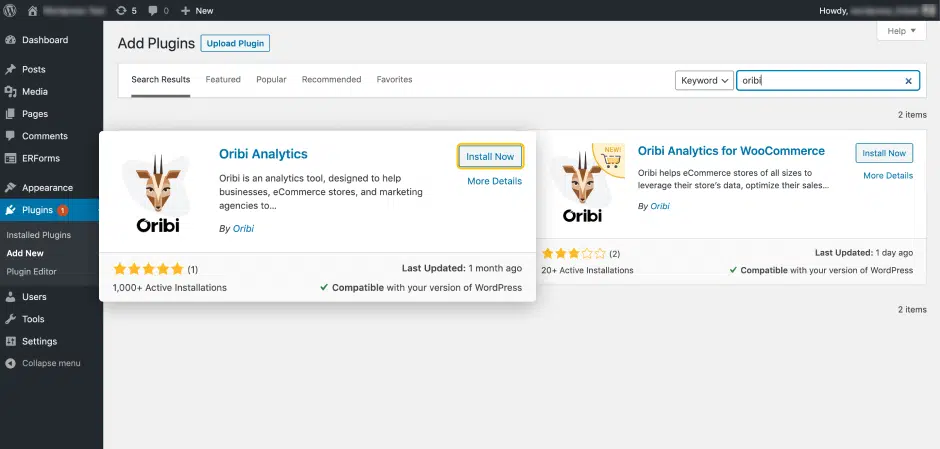 5 0 New
Howdy,
Help
Dashboard
Posts
Media
Pages
Comments
ERForms
Appearance
Plugins 1
Installed Plugins
Add New
Plugin Editor
Users
Tools
Settings
Collapse menu
Add Plugins Upload Plugin
Search Results Featured Popular Recommended Favorites Keyword oribi
2 items
Oribi
Oribi Analytics
Install Now
More Details
Oribi is an analytics tool, designed to help
businesses, eCommerce stores, and marketing
agencies to...
By Oribi
(1)
Last Updated: 1 month ago
1,000+ Active Installations
Compatible with your version of WordPress
NEW!
Oribi
Oribi Analytics for WooCommerce
Install Now
More Details
Oribi helps eCommerce stores of all sizes to
leverage their store's data, optimize their sales...
By Oribi
(2)
Last Updated: 1 day ago
20+ Active Installations
Compatible with your version of WordPress
2 items